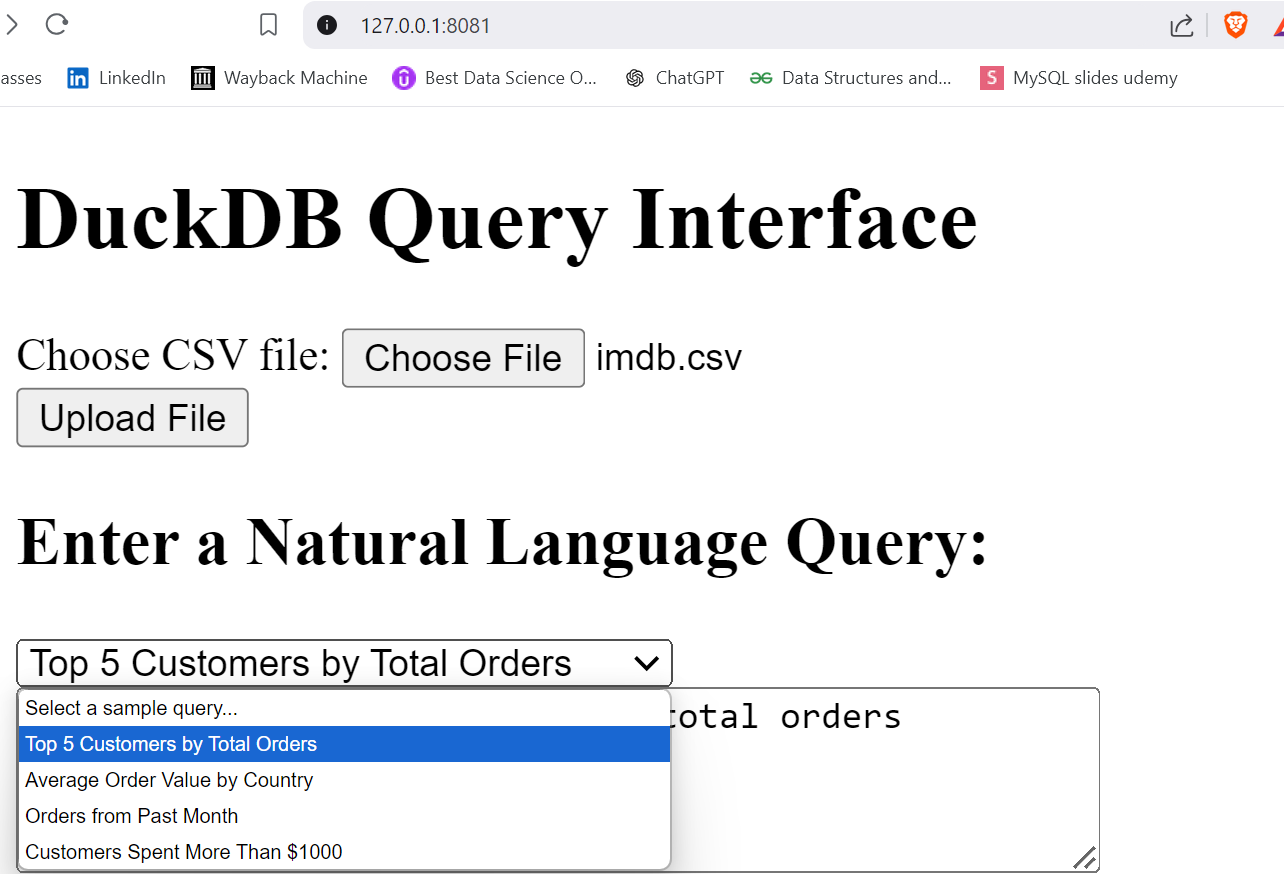 127.0.0.1:8081
asses LinkedIn Wayback Machine Best Data Science O... ChatGPT Data Structures and... S MySQL slides udemy
DuckDB Query Interface
Choose CSV file: Choose File imdb.csv
Upload File
Enter a Natural Language Query:
Top 5 Customers by Total Orders
Select a sample query...
total orders
Top 5 Customers by Total Orders
Average Order Value by Country
Orders from Past Month
Customers Spent More Than $1000